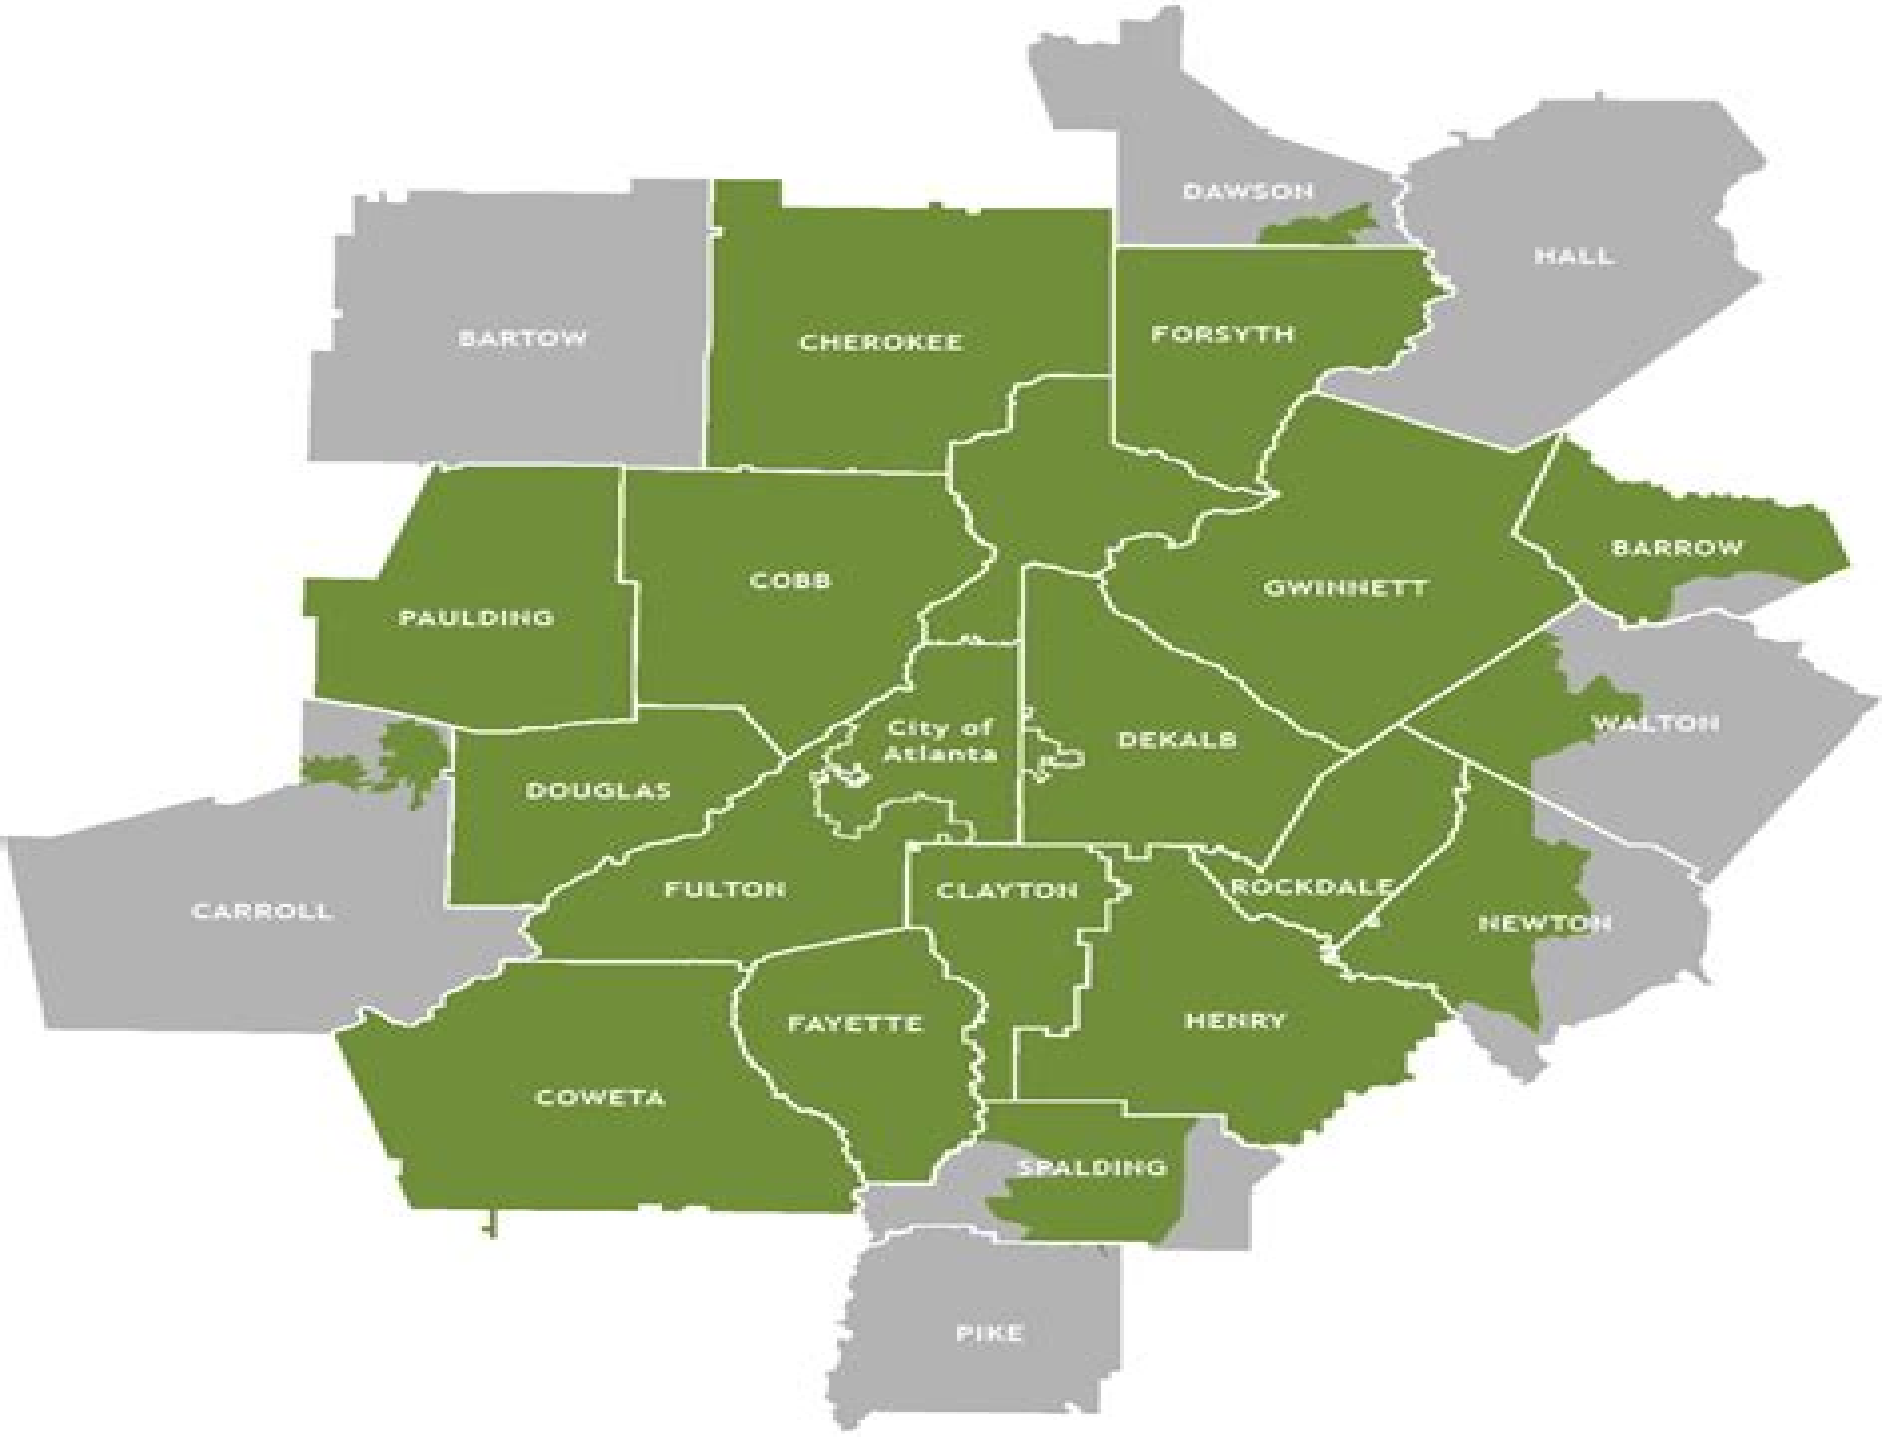 DAWSON
HALL
BARTOW
CHEROKEE
FORSYTH
BARROW
COBB
GWINNETT
PAULDING
City of
Atlanta
WALTON
DEKALB
DOUGLAS
FULTON
CLAYTON
ROCKDALE
CARROLL
NEWTON
FAYETTE
HENRY
COWETA
SPALDING
PIKE